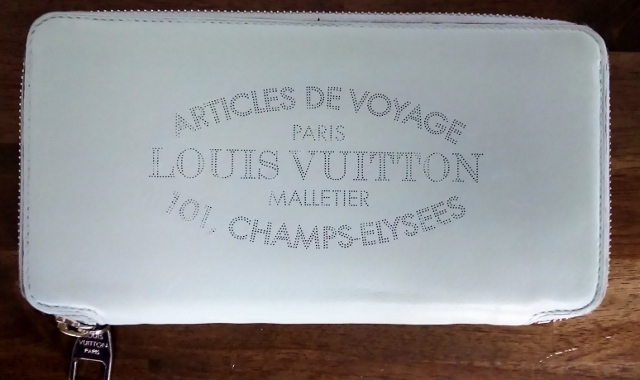 ARTICLES DE VOYAGE
PARIS
LOUIS VUITTON
MALLETIER
101, CHAMPS-ELYSEES
LOUIS
VUITTON
PARIS